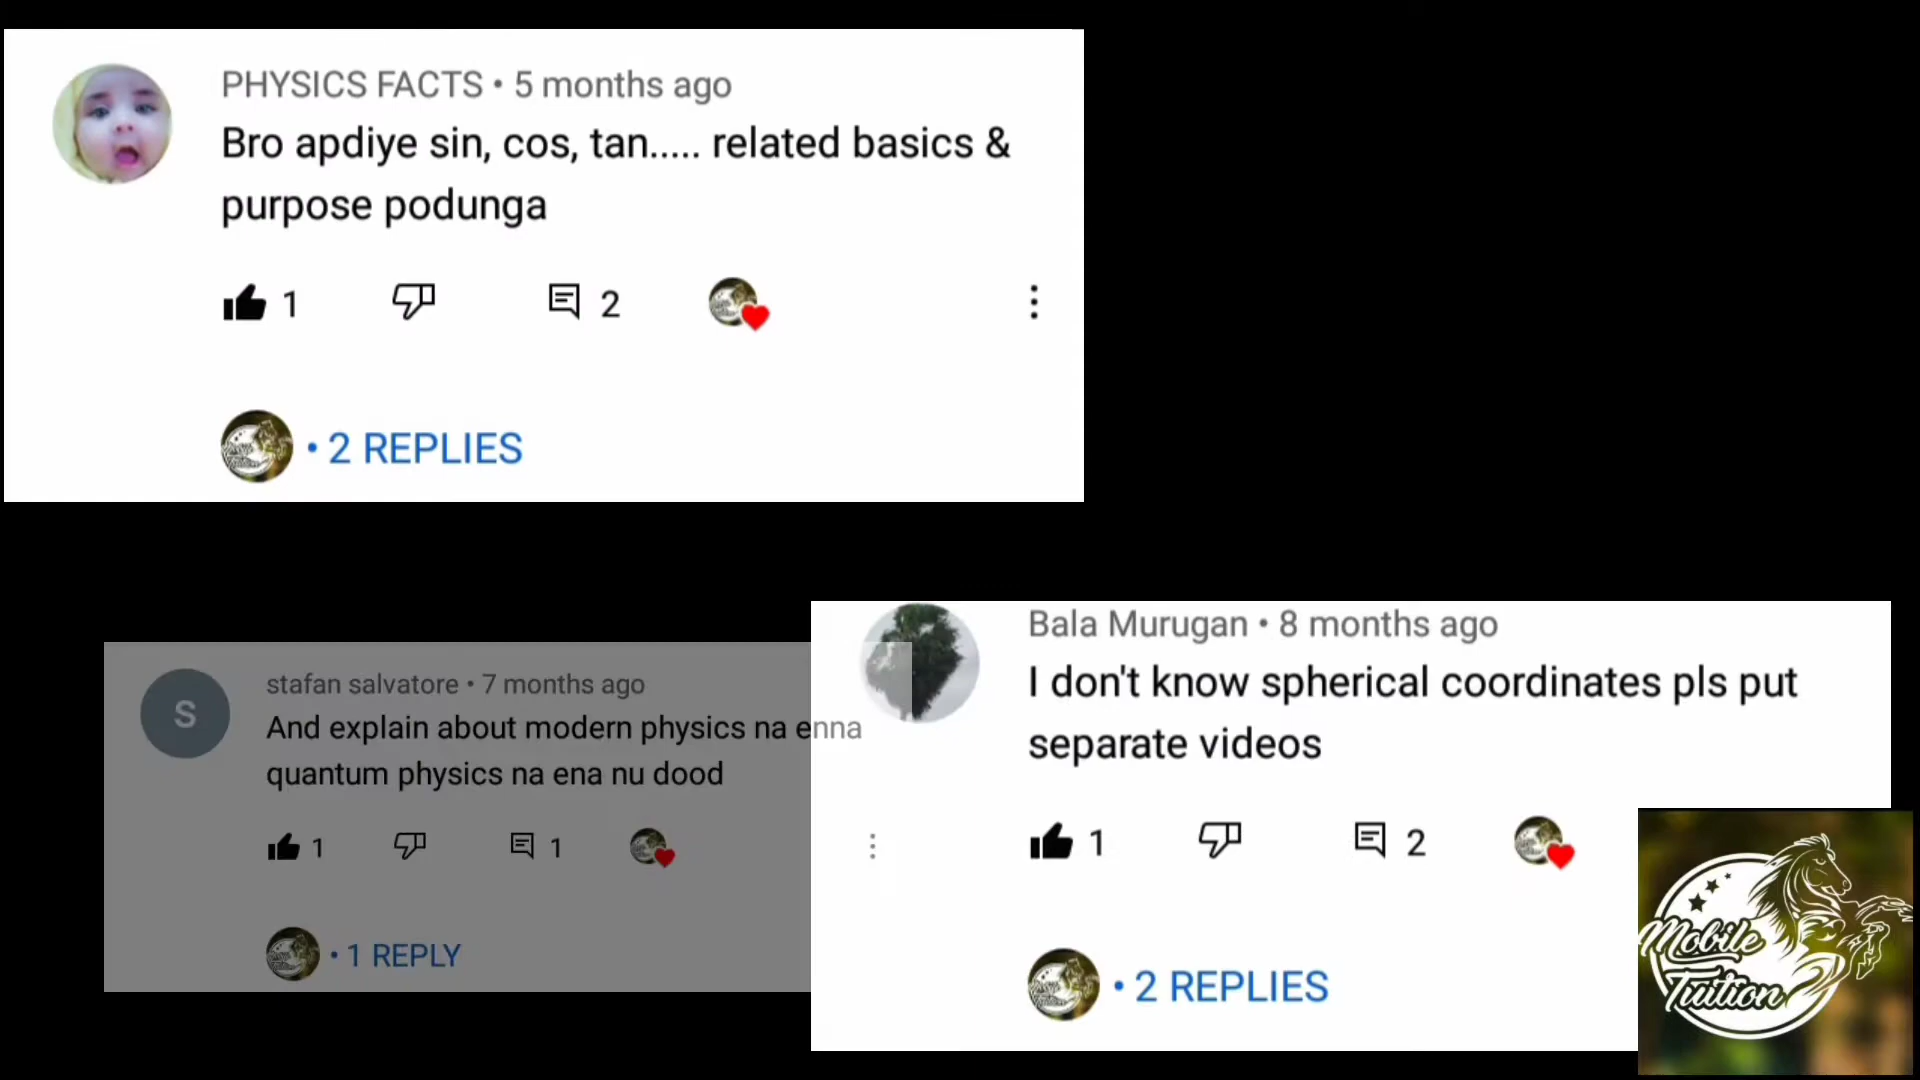 PHYSICS FACTS • 5 months ago
Bro apdiye sin, cos, tan..... related basics &
purpose podunga
1
2
• 2 REPLIES
stafan salvatore • 7 months ago
S
And explain about modern physics na enna
quantum physics na ena nu dood
1
1
• 1 REPLY
Bala Murugan • 8 months ago
I don't know spherical coordinates pls put
separate videos
1
2
• 2 REPLIES
Mobile
Tuition